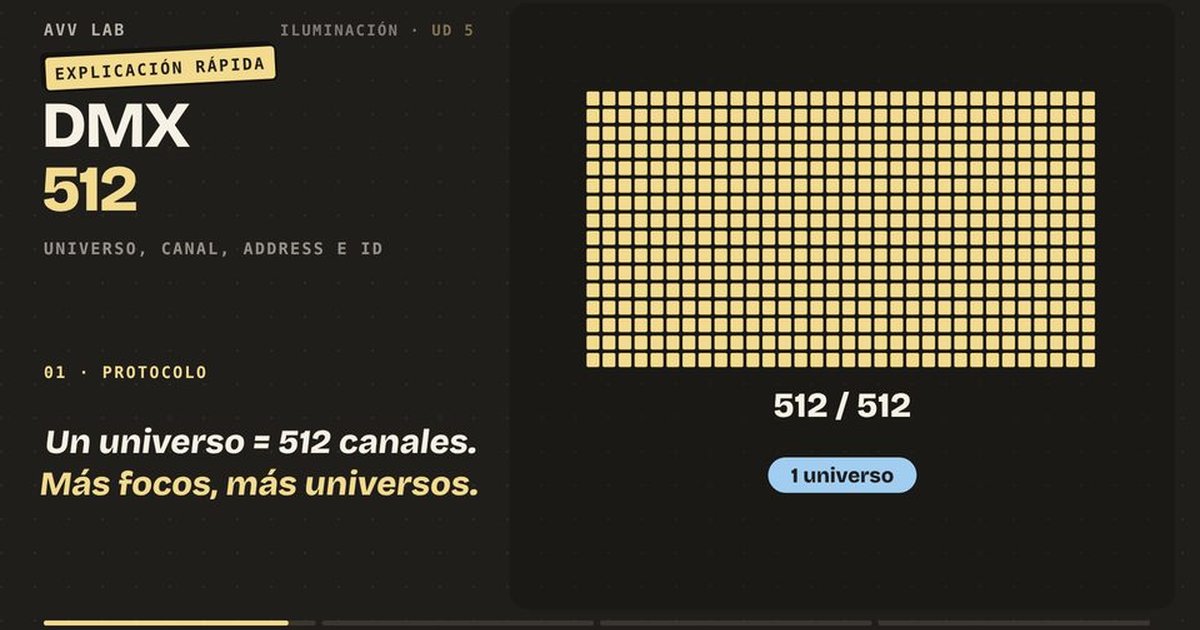 AVV LAB
ILUMINACIÓN · UD 5
EXPLICACIÓN RÁPIDA
DMX
512
UNIVERSO, CANAL, ADDRESS E ID
01 · PROTOCOLO
Un universo = 512 canales.
Más focos, más universos.
512 / 512
1 universo